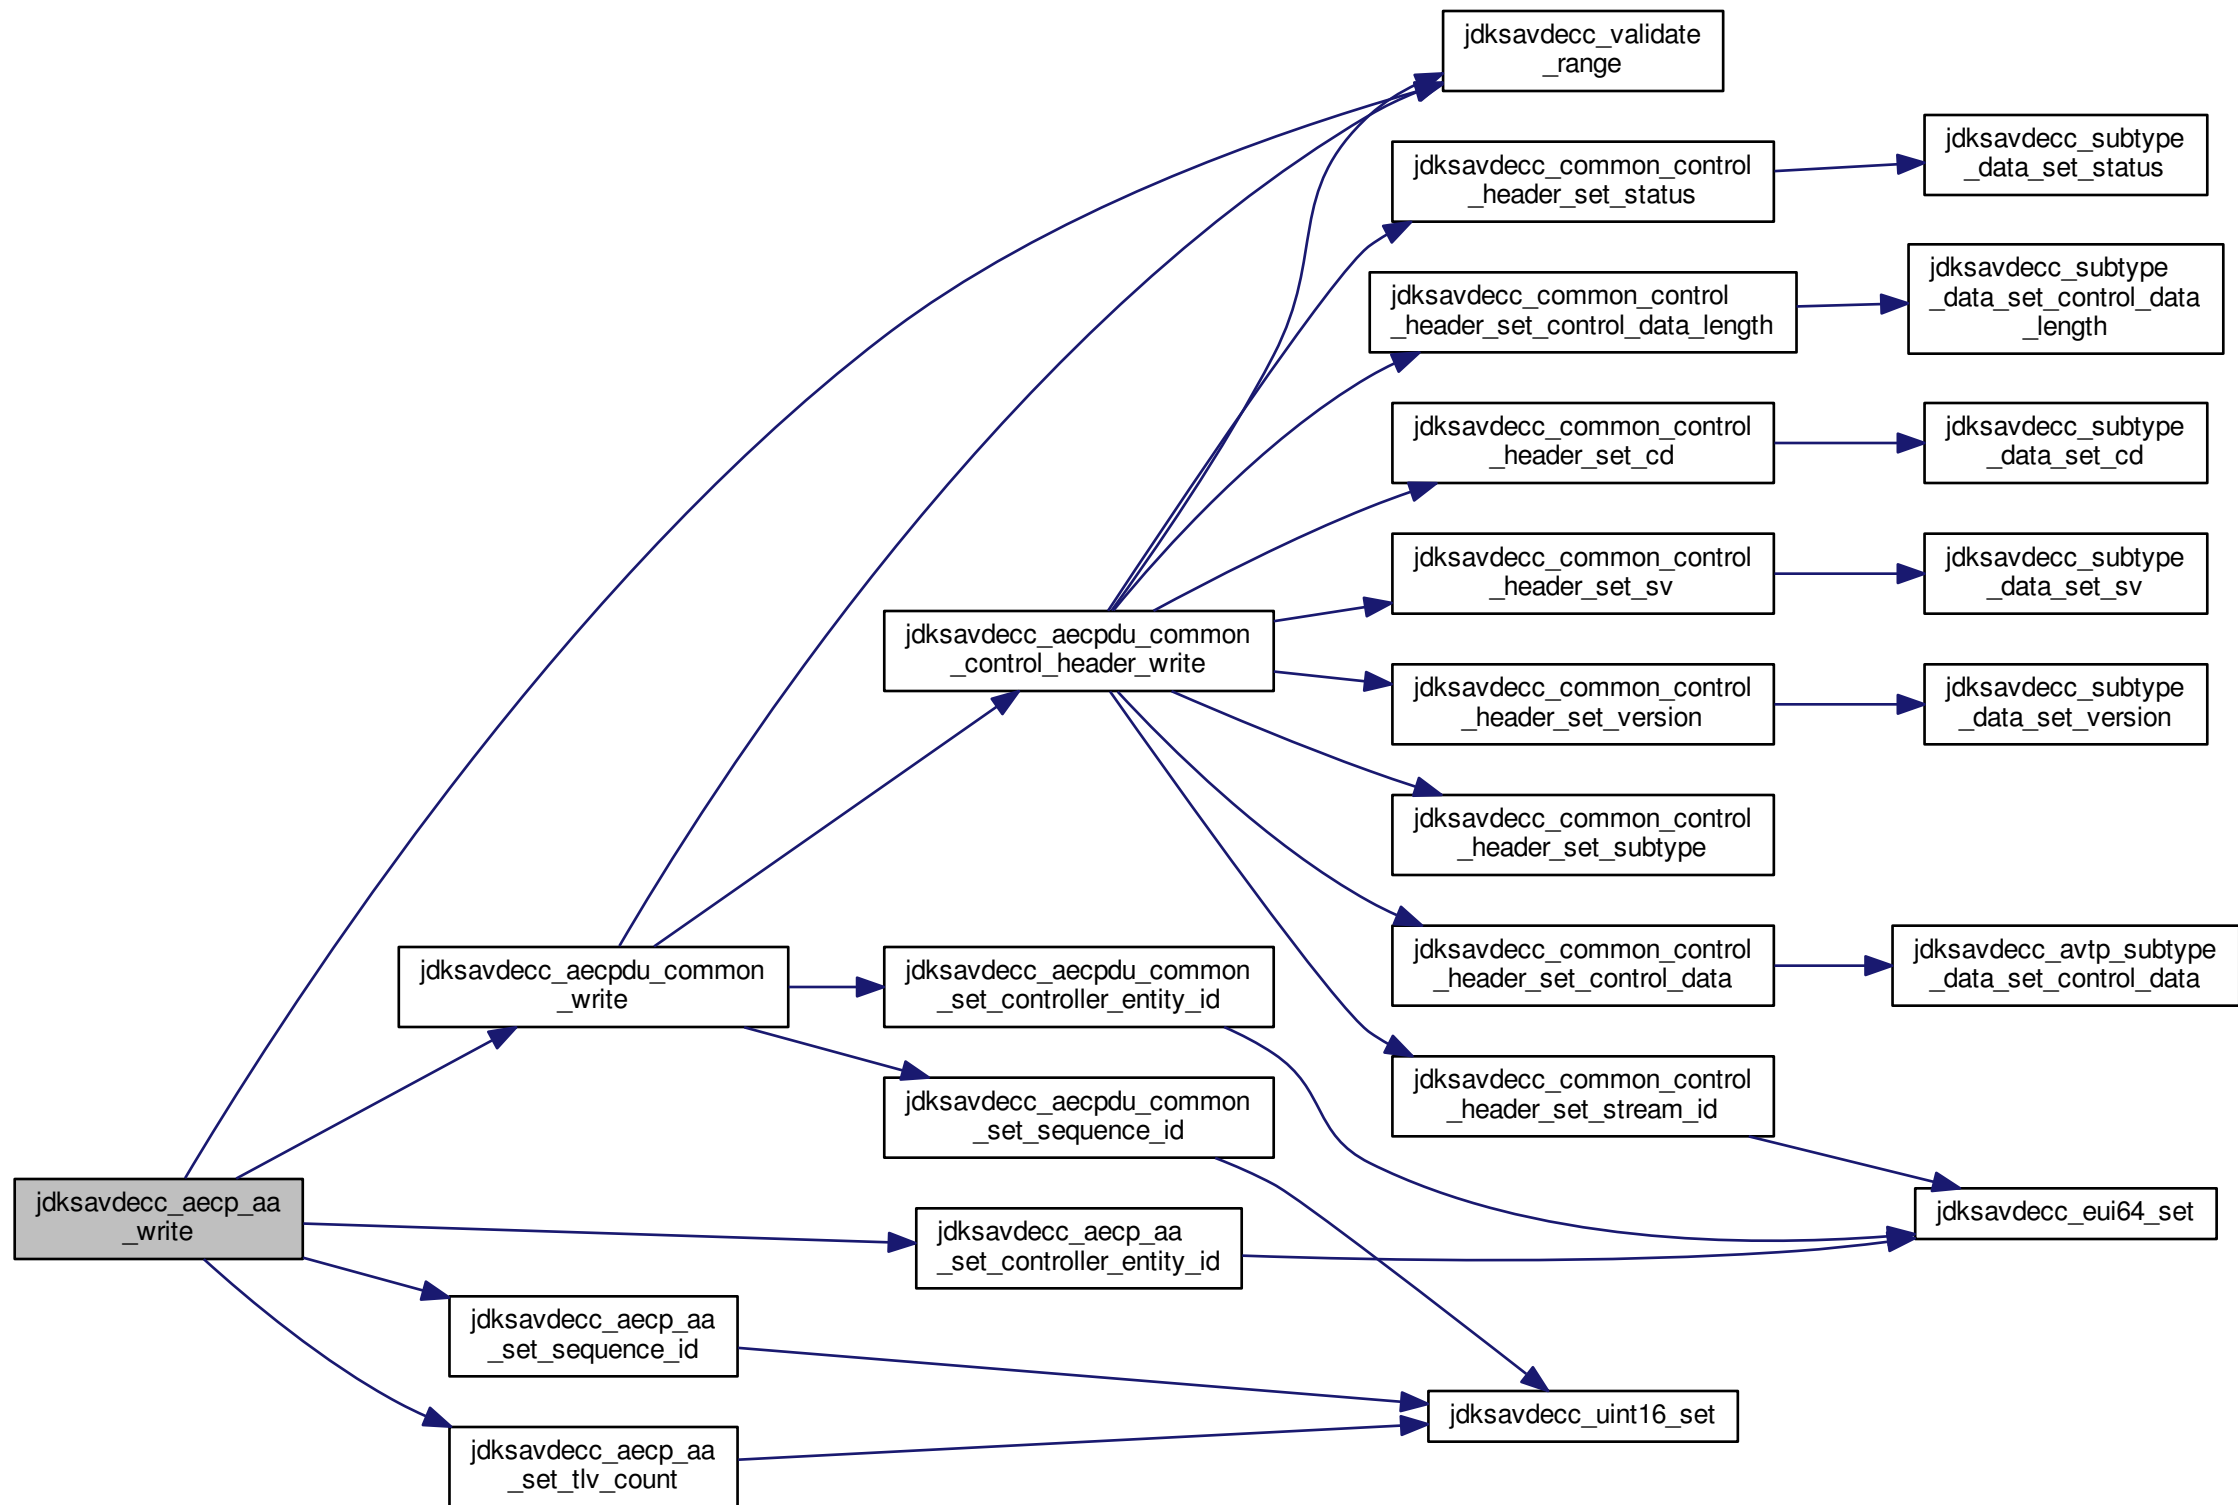 jdksavdecc_validate
_range
jdksavdecc_common_control
_header_set_status
jdksavdecc_subtype
_data_set_status
jdksavdecc_common_control
_header_set_control_data_length
jdksavdecc_subtype
_data_set_control_data
_length
jdksavdecc_common_control
_header_set_cd
jdksavdecc_subtype
_data_set_cd
jdksavdecc_common_control
_header_set_sv
jdksavdecc_subtype
_data_set_sv
jdksavdecc_aecpdu_common
_control_header_write
jdksavdecc_common_control
_header_set_version
jdksavdecc_subtype
_data_set_version
jdksavdecc_common_control
_header_set_subtype
jdksavdecc_aecpdu_common
_write
jdksavdecc_aecpdu_common
_set_controller_entity_id
jdksavdecc_common_control
_header_set_control_data
jdksavdecc_avtp_subtype
_data_set_control_data
jdksavdecc_aecpdu_common
_set_sequence_id
jdksavdecc_common_control
_header_set_stream_id
jdksavdecc_aecp_aa
_write
jdksavdecc_aecp_aa
_set_controller_entity_id
jdksavdecc_eui64_set
jdksavdecc_aecp_aa
_set_sequence_id
jdksavdecc_uint16_set
jdksavdecc_aecp_aa
_set_tlv_count